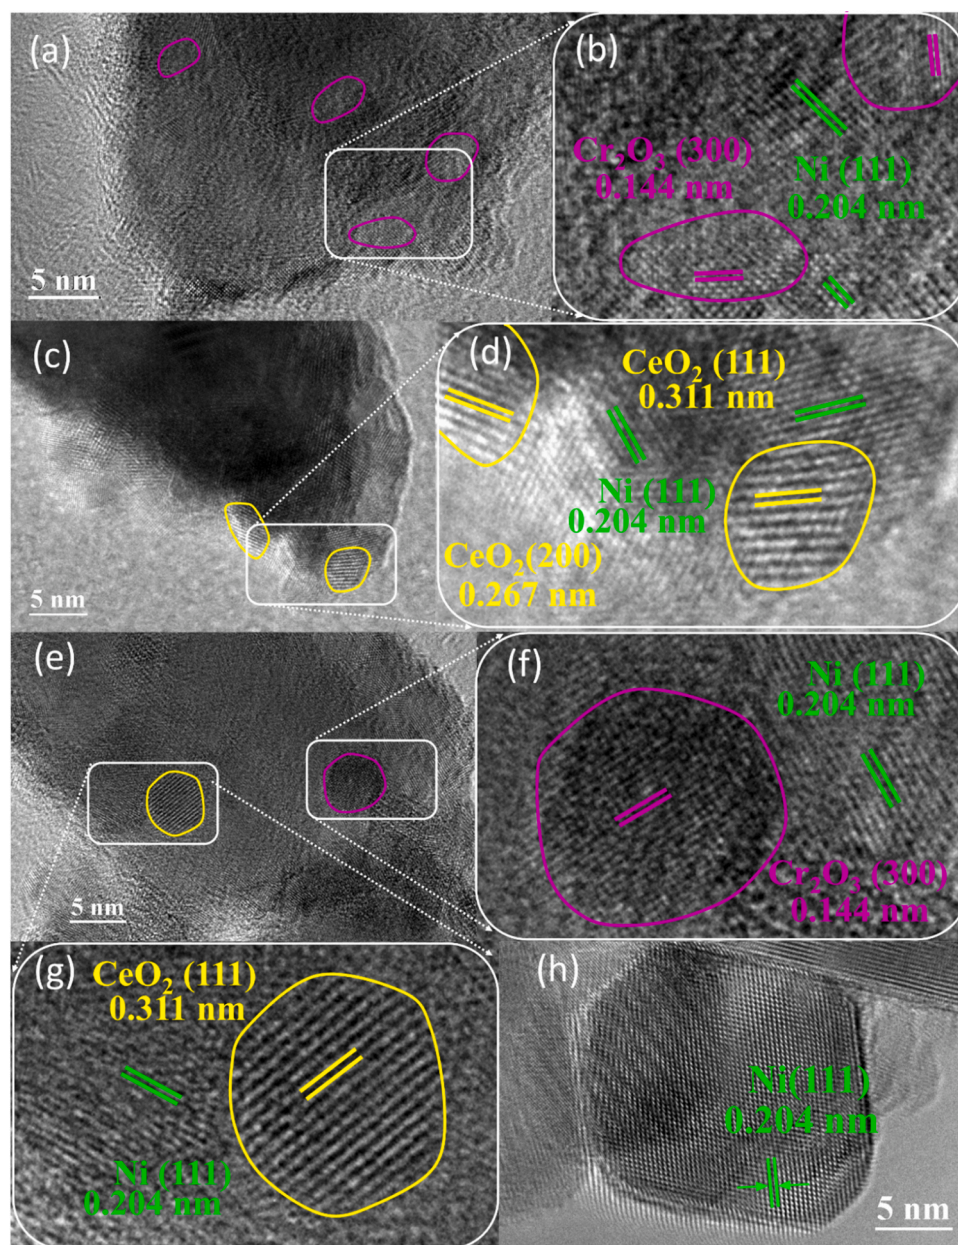 (a)
5 nm
(b)
Cr₂O₃ (300)
0.144 nm
Ni (111)
0.204 nm
(c)
5 nm
(d)
CeO₂ (111)
0.311 nm
Ni (111)
0.204 nm
CeO₂(200)
0.267 nm
(e)
5 nm
(f)
Ni (111)
0.204 nm
Cr₂O₃ (300)
0.144 nm
(g)
CeO₂ (111)
0.311 nm
Ni (111)
0.204 nm
(h)
Ni(111)
0.204 nm
5 nm